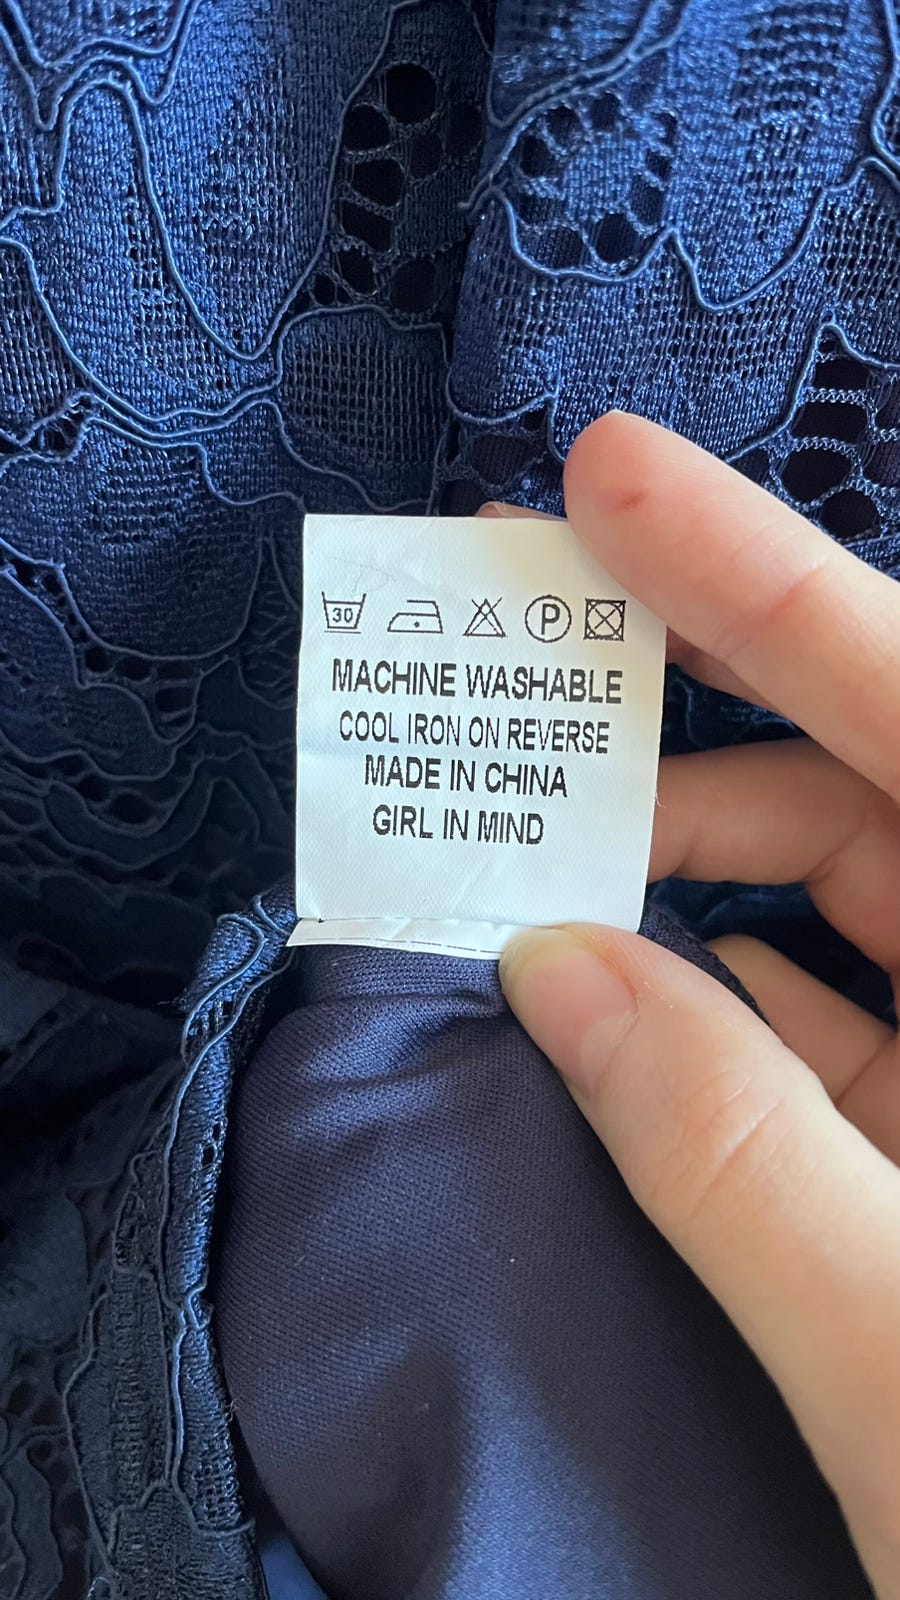 30 P
MACHINE WASHABLE
COOL IRON ON REVERSE
MADE IN CHINA
GIRL IN MIND